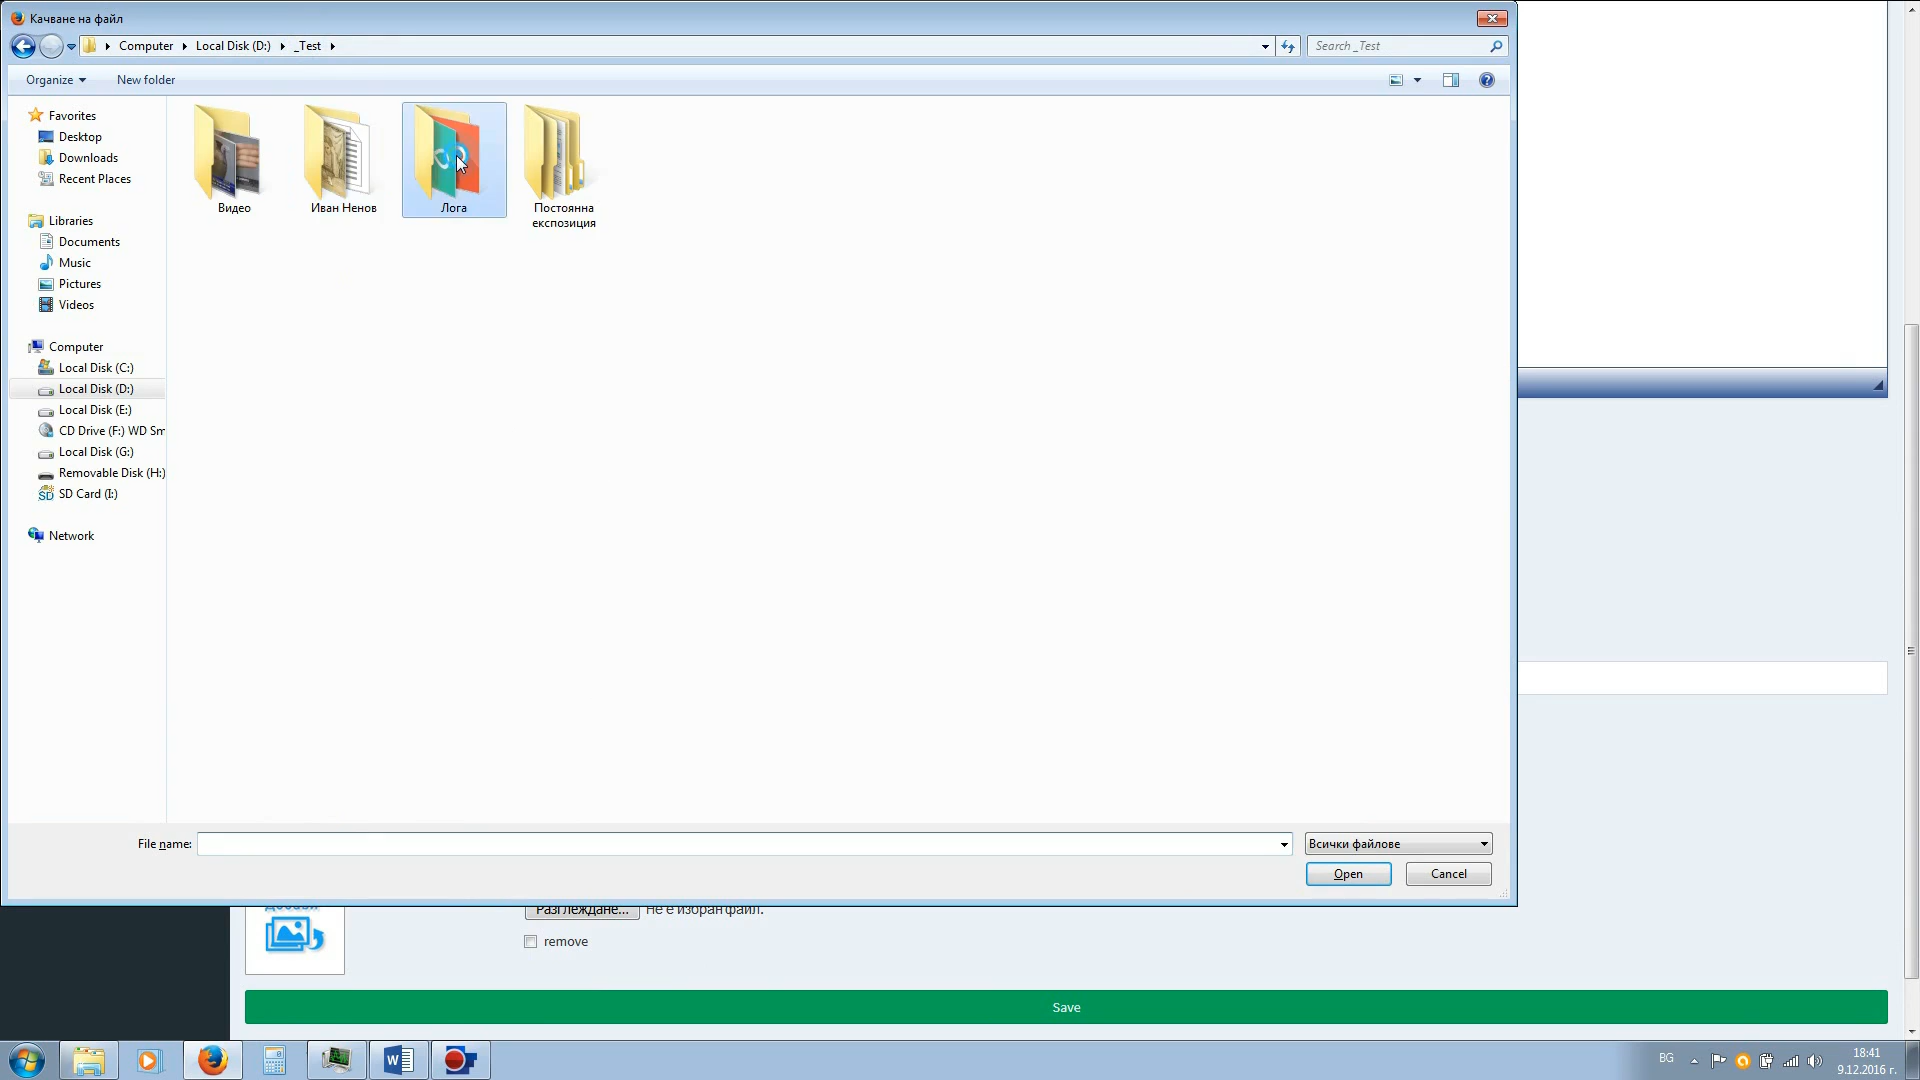 Качване на файл
Computer
Local Disk (D:)
_Test
Search _Test
Organize
New folder
Favorites
Desktop
Downloads
Recent Places
Libraries
Documents
Music
Pictures
Videos
Computer
Local Disk (C:)
Local Disk (D:)
Local Disk (E:)
CD Drive (F:) WD Sm
Local Disk (G:)
Removable Disk (H:)
SD Card (I:)
Network
Видео
Иван Ненов
Лога
Постоянна
експозиция
File name:
Всички файлове
Open
Cancel
Разглеждане...
Не е избран файл.
remove
Save
BG
18:41
9.12.2016 г.